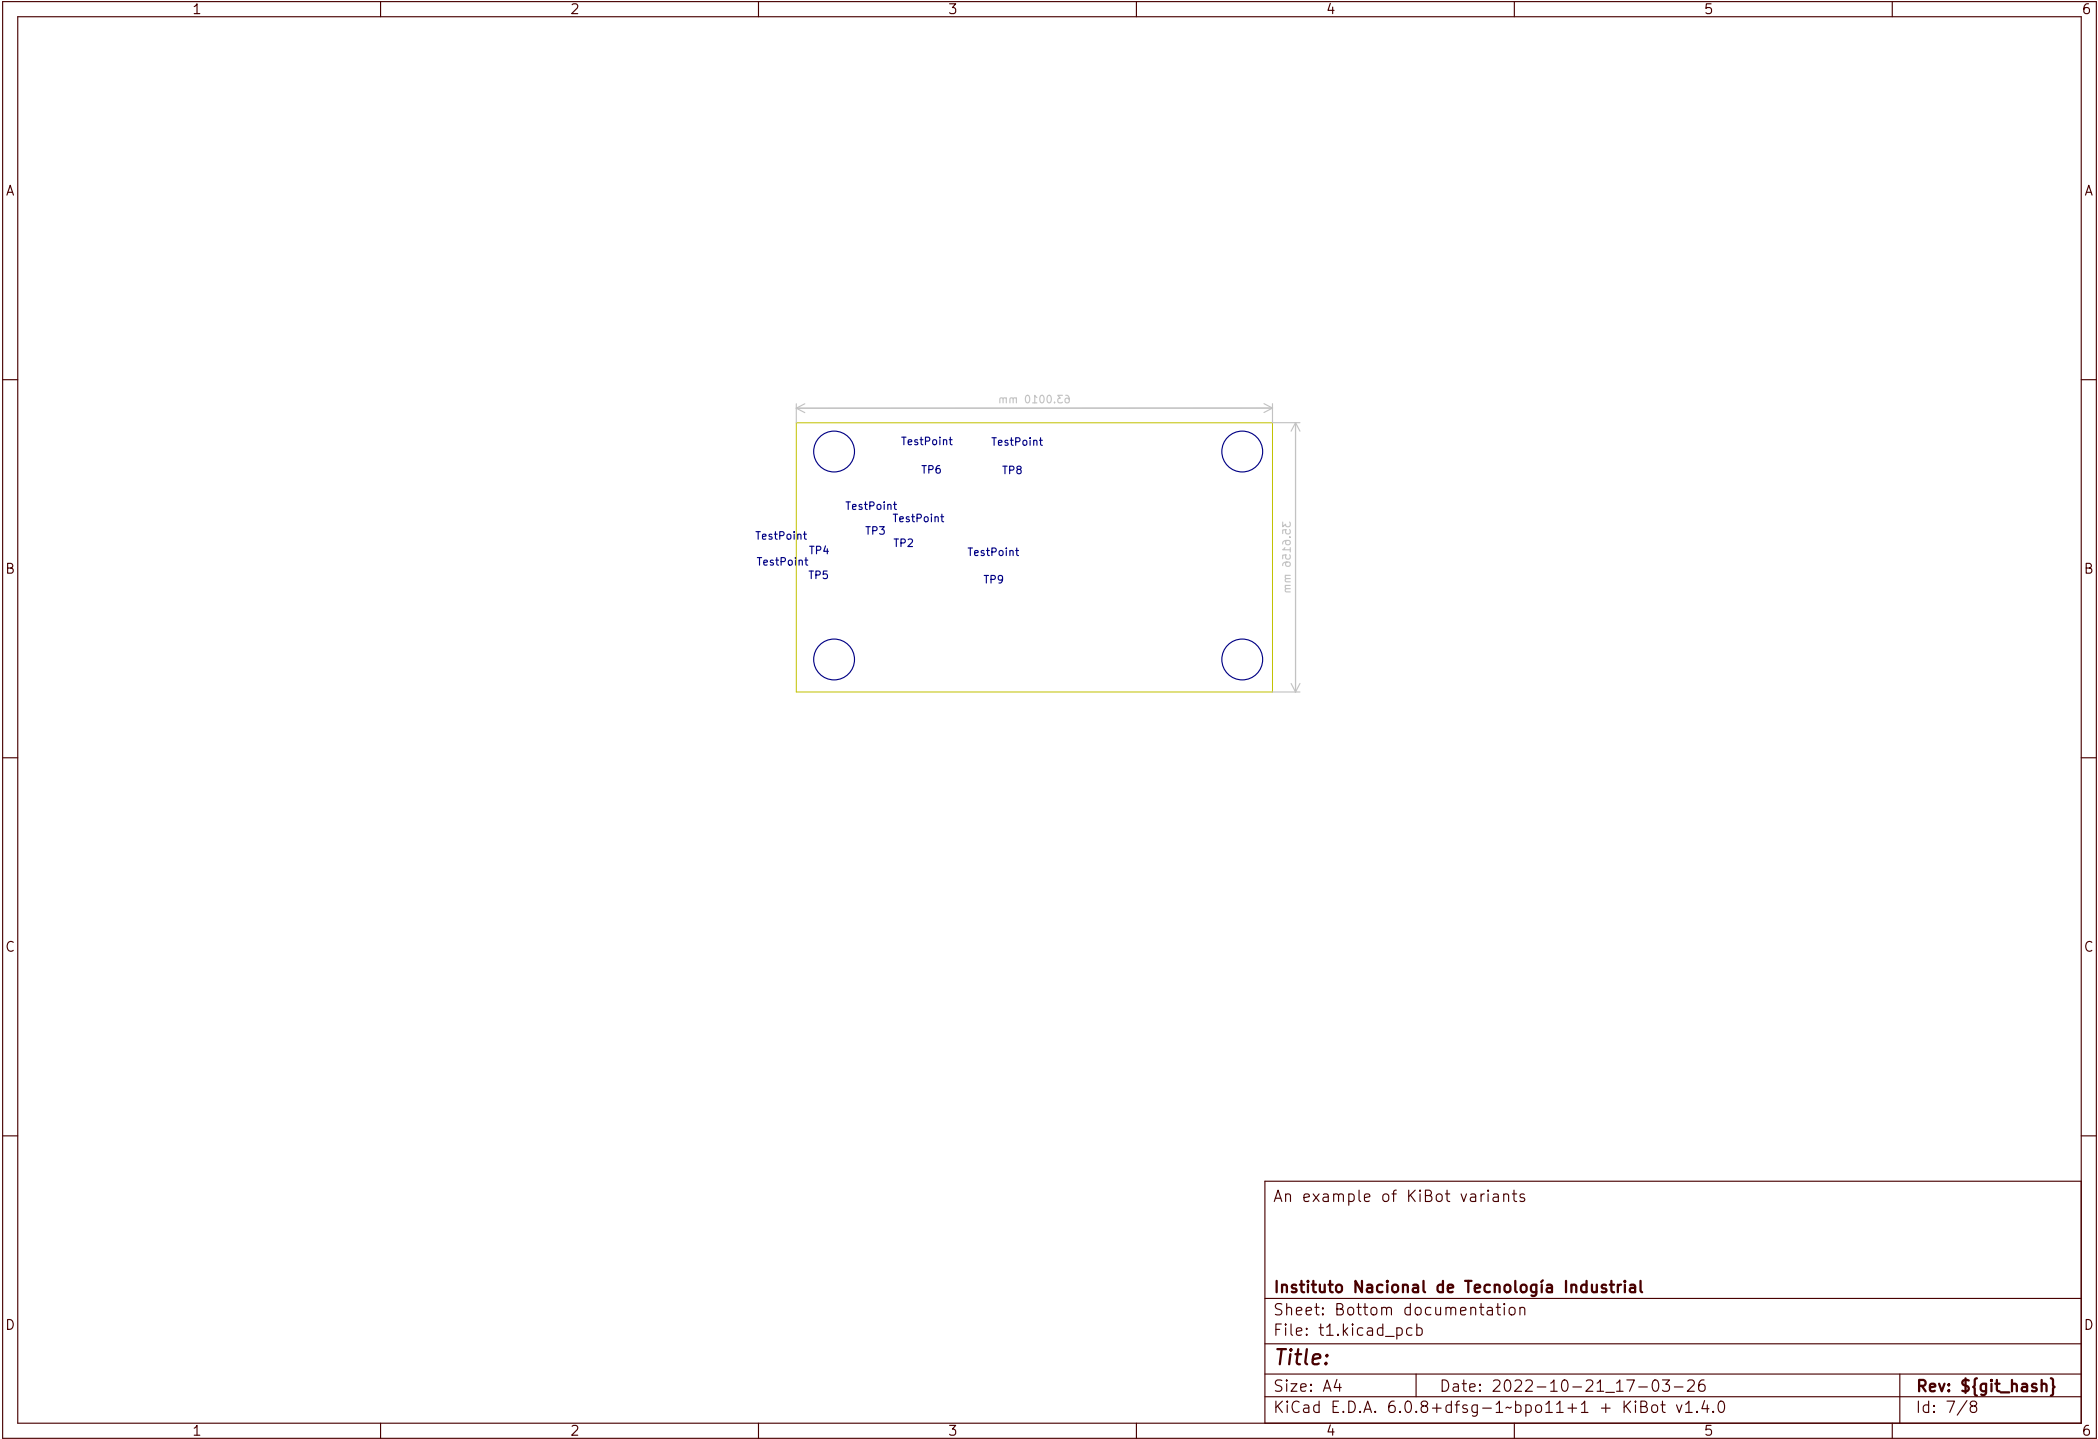 1 2 3 4 5 6
A A
63.0010 mm
TestPoint TestPoint
TP6 TP8
TestPoint
TestPoint
TP3
TestPoint
TP2
TP4
TestPoint
35.6156 mm
TestPoint
B B
TP5
TP9
C C
An example of KiBot variants
Instituto Nacional de Tecnología Industrial
Sheet: Bottom documentation
File: t1.kicad_pcb
D D
Title:
Size: A4 Date: 2022-10-21_17-03-26 Rev: ${git_hash}
KiCad E.D.A. 6.0.8+dfsg-1~bpo11+1 + KiBot v1.4.0 Id: 7/8
1 2 3 4 5 6